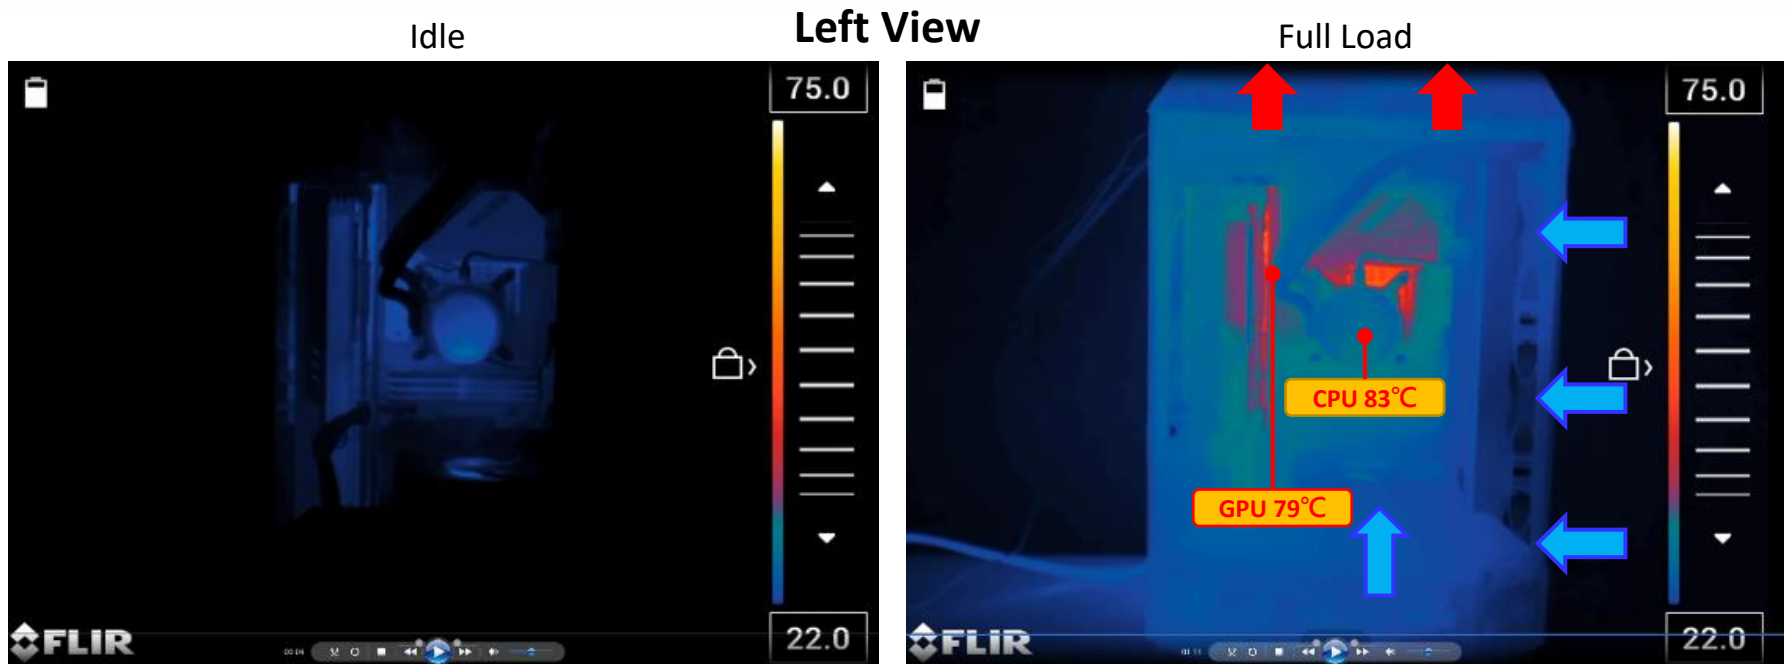 Left View
Idle
Full Load
75.0
22.0
FLIR
75.0
CPU 83℃
GPU 79℃
22.0
FLIR